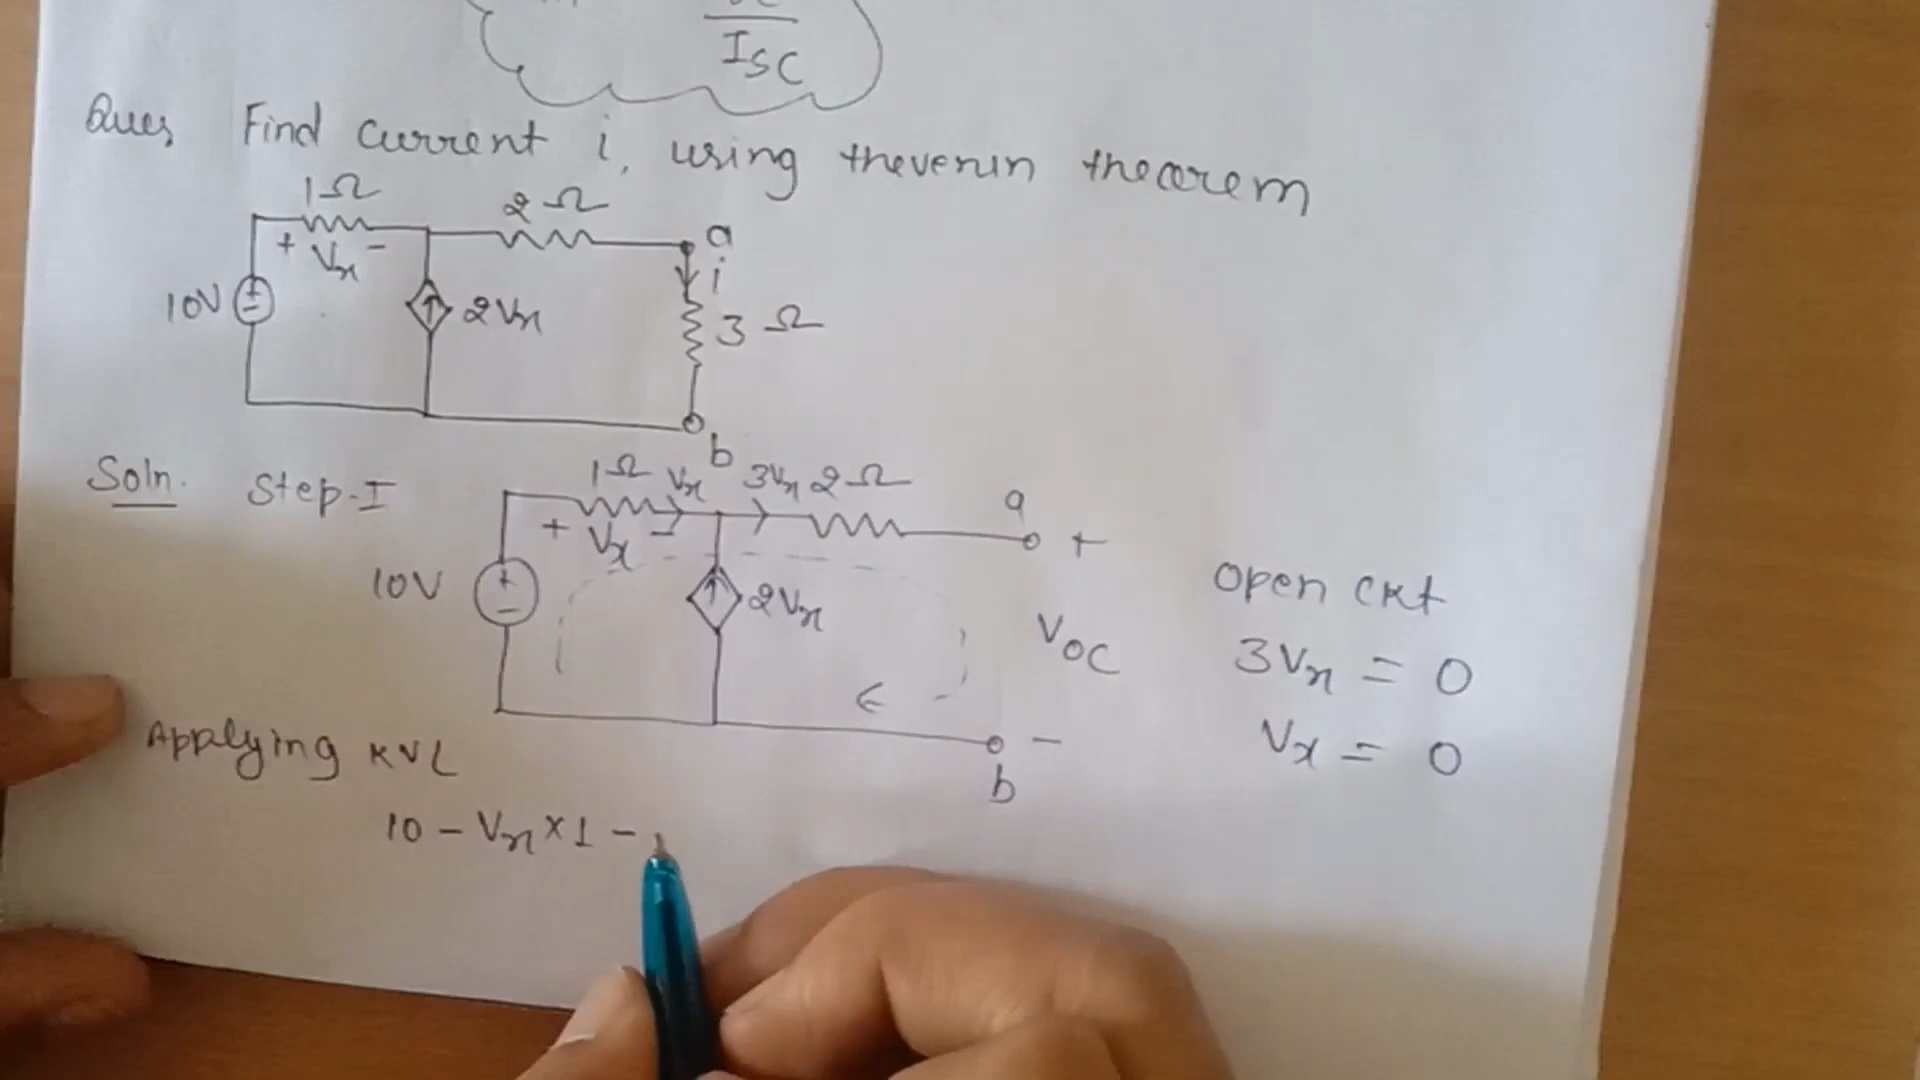 ISC
Ques, Find current i, using thevenin theorem
1Ω 2Ω a
+ Vx - i
10V 2Vx 3Ω
b
Soln. Step-I 1Ω Vx 3Vx 2Ω a
+ Vx - +
10V 2Vx Voc
-
b
open ckt
3Vx = 0
Vx = 0
Applying KVL
10 - Vx × 1 -